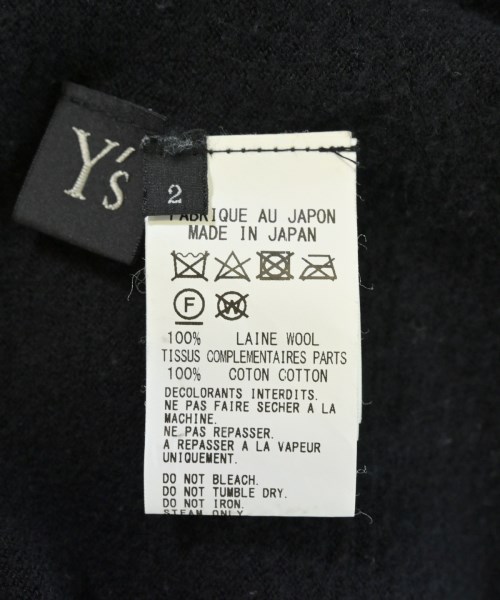 Y's
2
FABRIQUE AU JAPON
MADE IN JAPAN
F
W
100% LAINE WOOL
TISSUS COMPLEMENTAIRES PARTS
100% COTON COTTON
DECOLORANTS INTERDITS.
NE PAS FAIRE SECHER A LA
MACHINE.
NE PAS REPASSER.
A REPASSER A LA VAPEUR
UNIQUEMENT.
DO NOT BLEACH.
DO NOT TUMBLE DRY.
DO NOT IRON.
STEAM ONLY.